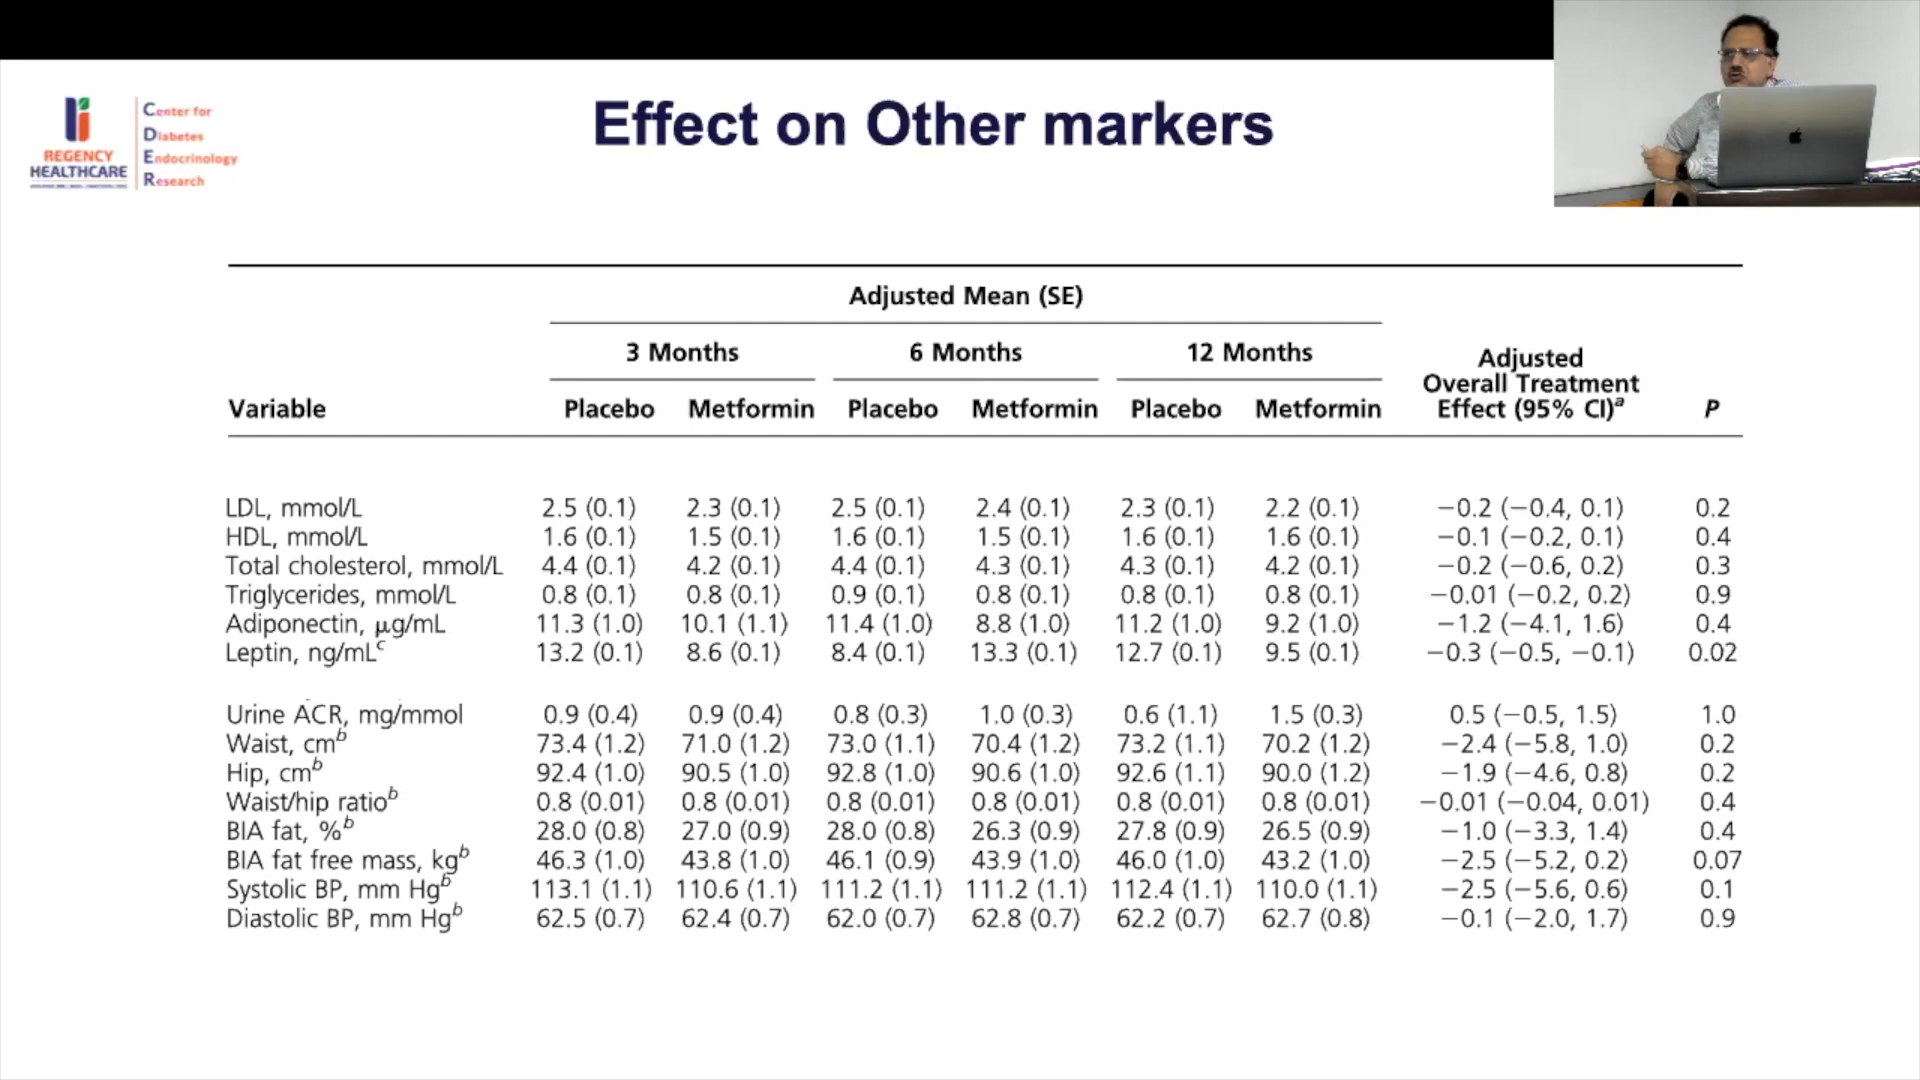 REGENCY
HEALTHCARE
Center for
Diabetes
Endocrinology
Research
Effect on Other markers
Adjusted Mean (SE)
3 Months 6 Months 12 Months Adjusted
Overall Treatment
Variable Placebo Metformin Placebo Metformin Placebo Metformin Effect (95% CI)a P
LDL, mmol/L 2.5 (0.1) 2.3 (0.1) 2.5 (0.1) 2.4 (0.1) 2.3 (0.1) 2.2 (0.1) −0.2 (−0.4, 0.1) 0.2
HDL, mmol/L 1.6 (0.1) 1.5 (0.1) 1.6 (0.1) 1.5 (0.1) 1.6 (0.1) 1.6 (0.1) −0.1 (−0.2, 0.1) 0.4
Total cholesterol, mmol/L 4.4 (0.1) 4.2 (0.1) 4.4 (0.1) 4.3 (0.1) 4.3 (0.1) 4.2 (0.1) −0.2 (−0.6, 0.2) 0.3
Triglycerides, mmol/L 0.8 (0.1) 0.8 (0.1) 0.9 (0.1) 0.8 (0.1) 0.8 (0.1) 0.8 (0.1) −0.01 (−0.2, 0.2) 0.9
Adiponectin, μg/mL 11.3 (1.0) 10.1 (1.1) 11.4 (1.0) 8.8 (1.0) 11.2 (1.0) 9.2 (1.0) −1.2 (−4.1, 1.6) 0.4
Leptin, ng/mLc 13.2 (0.1) 8.6 (0.1) 8.4 (0.1) 13.3 (0.1) 12.7 (0.1) 9.5 (0.1) −0.3 (−0.5, −0.1) 0.02
Urine ACR, mg/mmol 0.9 (0.4) 0.9 (0.4) 0.8 (0.3) 1.0 (0.3) 0.6 (1.1) 1.5 (0.3) 0.5 (−0.5, 1.5) 1.0
Waist, cmb 73.4 (1.2) 71.0 (1.2) 73.0 (1.1) 70.4 (1.2) 73.2 (1.1) 70.2 (1.2) −2.4 (−5.8, 1.0) 0.2
Hip, cmb 92.4 (1.0) 90.5 (1.0) 92.8 (1.0) 90.6 (1.0) 92.6 (1.1) 90.0 (1.2) −1.9 (−4.6, 0.8) 0.2
Waist/hip ratiob 0.8 (0.01) 0.8 (0.01) 0.8 (0.01) 0.8 (0.01) 0.8 (0.01) 0.8 (0.01) −0.01 (−0.04, 0.01) 0.4
BIA fat, %b 28.0 (0.8) 27.0 (0.9) 28.0 (0.8) 26.3 (0.9) 27.8 (0.9) 26.5 (0.9) −1.0 (−3.3, 1.4) 0.4
BIA fat free mass, kgb 46.3 (1.0) 43.8 (1.0) 46.1 (0.9) 43.9 (1.0) 46.0 (1.0) 43.2 (1.0) −2.5 (−5.2, 0.2) 0.07
Systolic BP, mm Hgb 113.1 (1.1) 110.6 (1.1) 111.2 (1.1) 111.2 (1.1) 112.4 (1.1) 110.0 (1.1) −2.5 (−5.6, 0.6) 0.1
Diastolic BP, mm Hgb 62.5 (0.7) 62.4 (0.7) 62.0 (0.7) 62.8 (0.7) 62.2 (0.7) 62.7 (0.8) −0.1 (−2.0, 1.7) 0.9